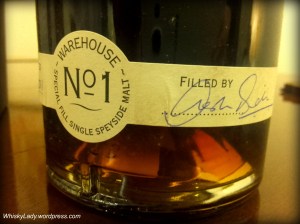 WAREHOUSE
No1
SPECIAL FILL SINGLE SPEYSIDE MALT
FILLED BY
WhiskyLady.wordpress.com